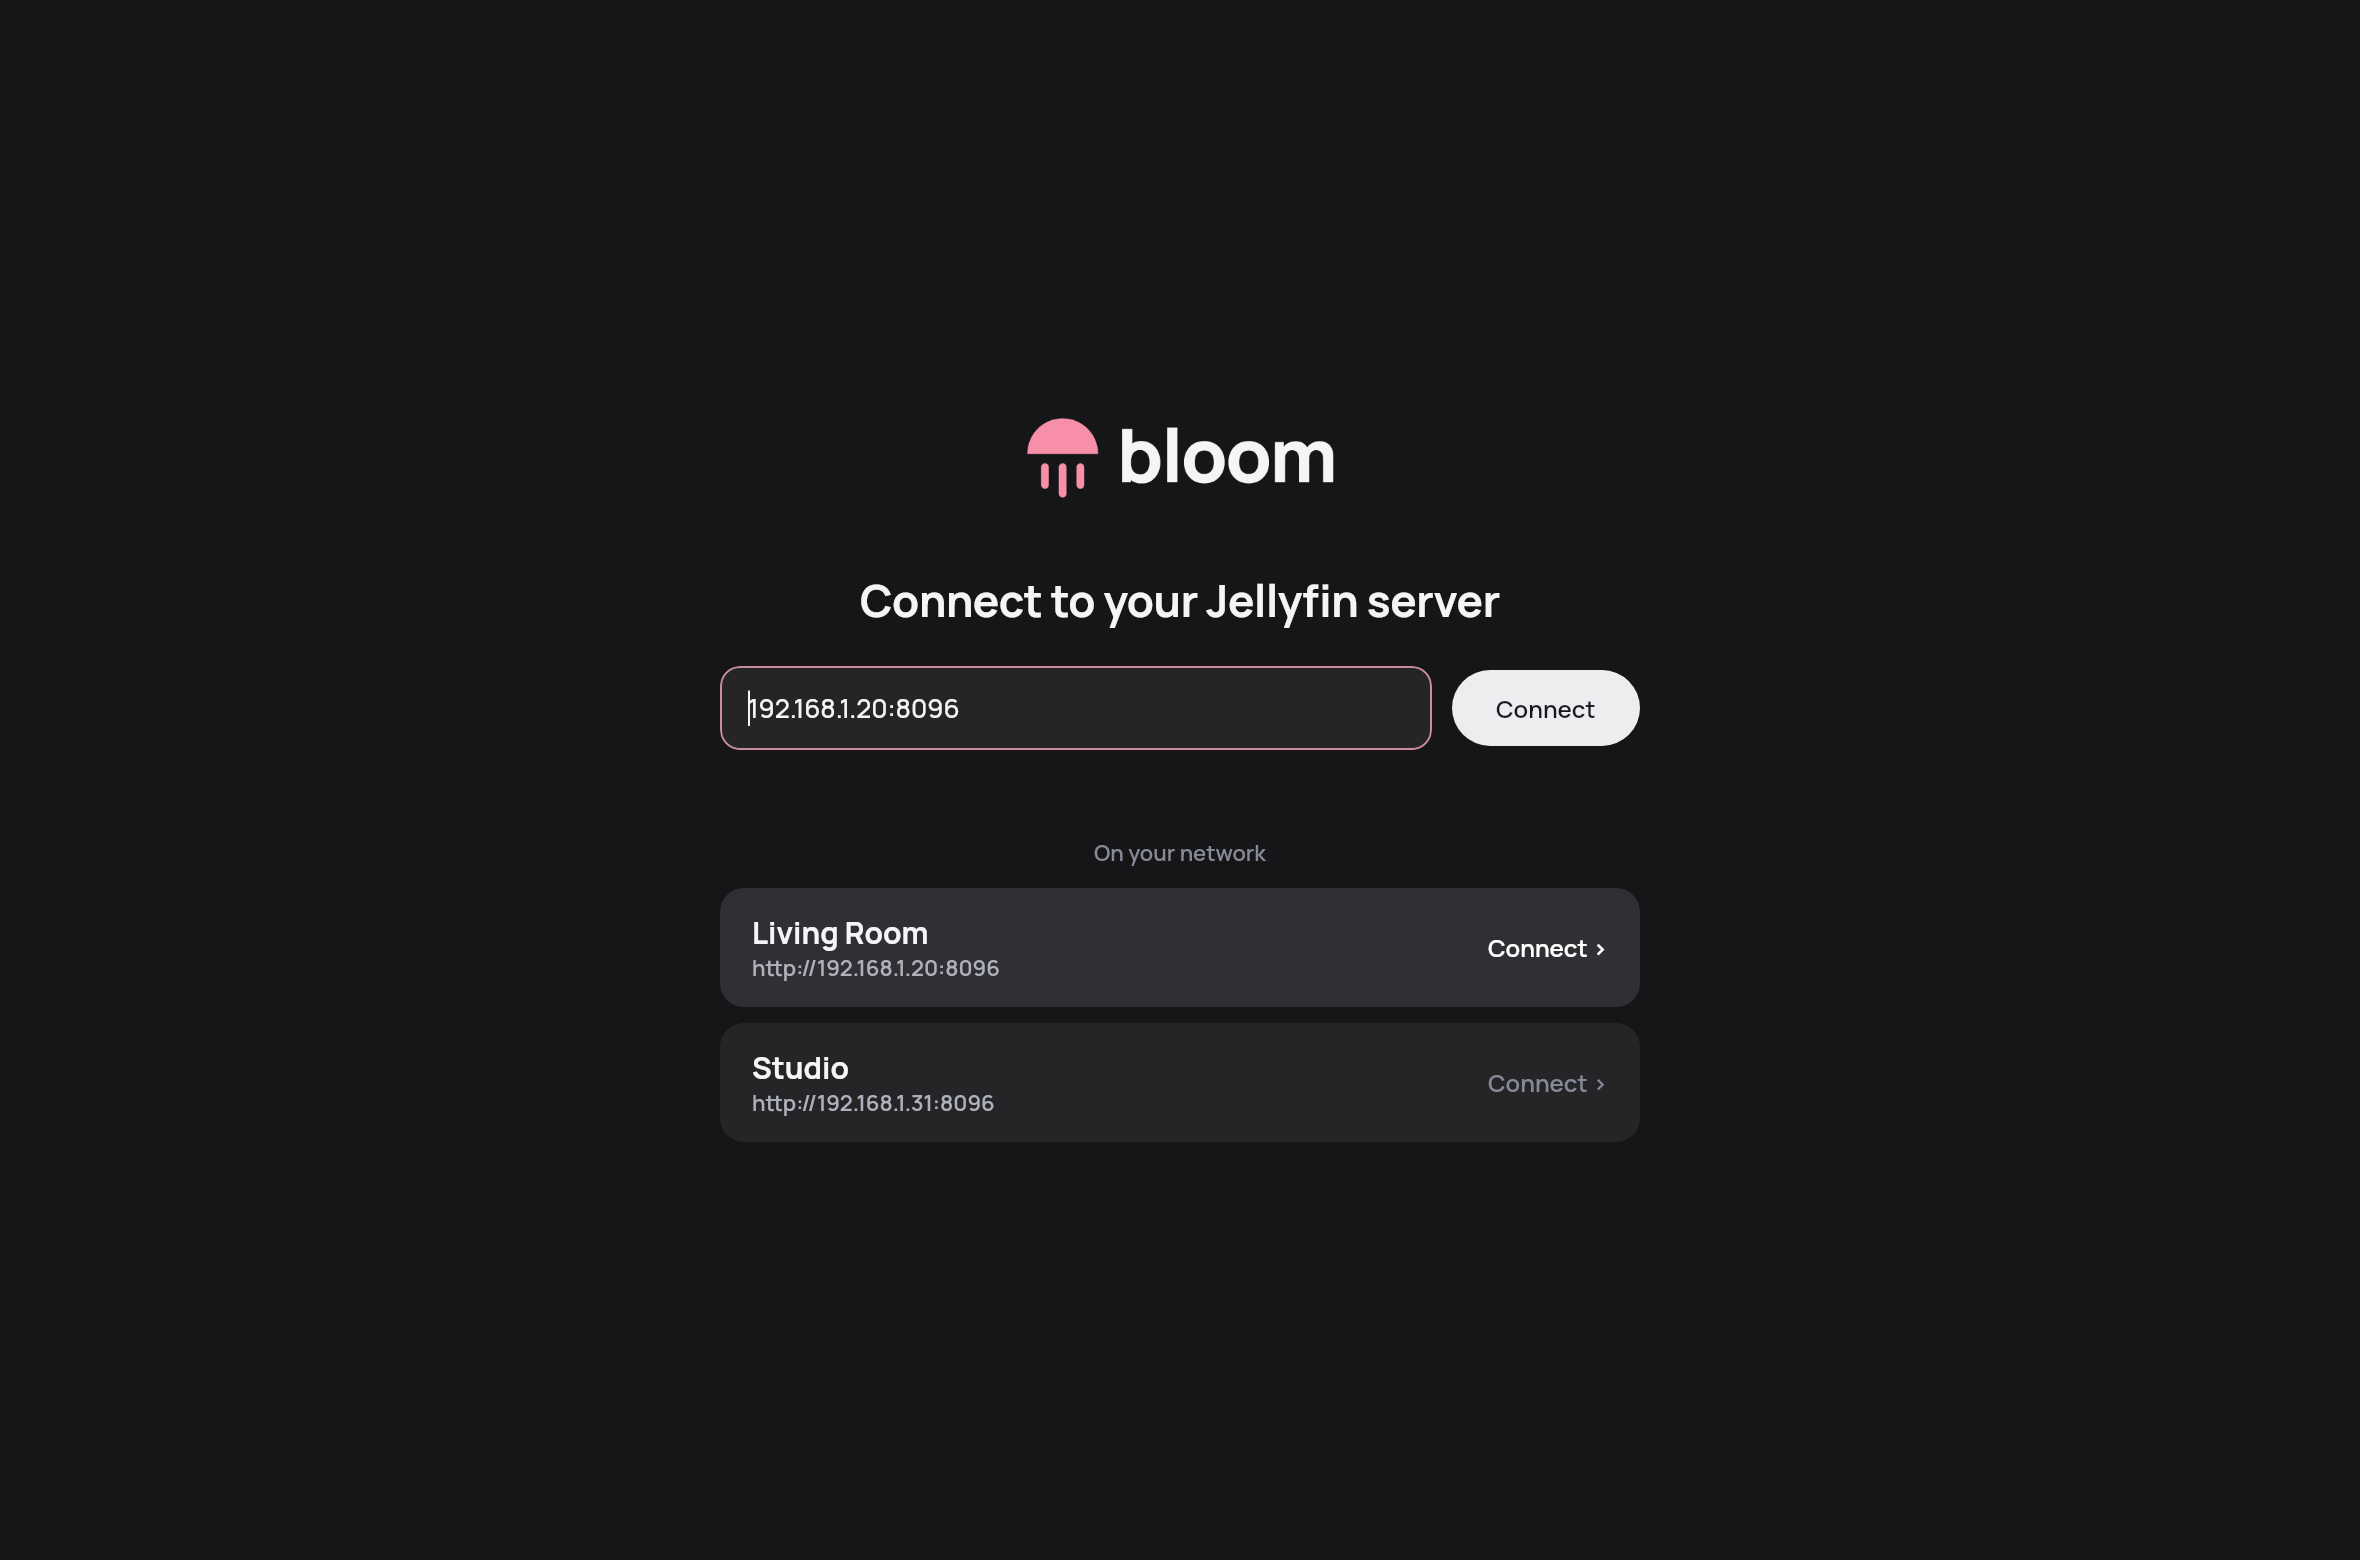 bloom
Connect to your Jellyfin server
192.168.1.20:8096
Connect
On your network
Living Room
http://192.168.1.20:8096
Connect ›
Studio
http://192.168.1.31:8096
Connect ›